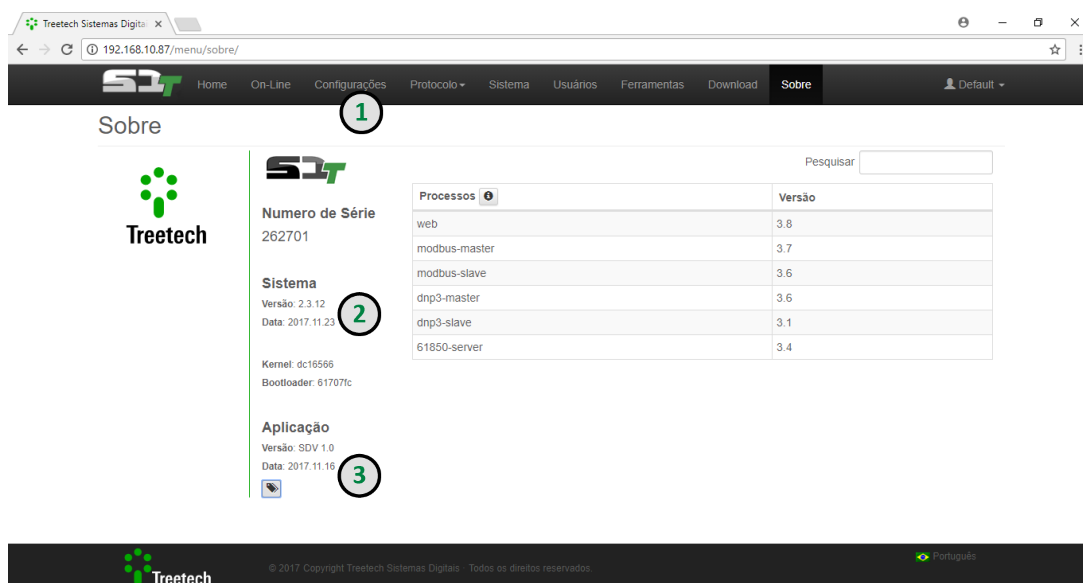 Treetech Sistemas Digita
192.168.10.87/menu/sobre/
SDT Home On-Line Configurações Protocolo Sistema Usuários Ferramentas Download Sobre Default
1
Sobre
Treetech
SDT
Numero de Série
262701
Sistema
Versão: 2.3.12
Data: 2017.11.23
2
Kernel: dc16566
Bootloader: 61707fc
Aplicação
Versão: SDV 1.0
Data: 2017.11.16
3
Pesquisar
Processos Versão
web 3.8
modbus-master 3.7
modbus-slave 3.6
dnp3-master 3.6
dnp3-slave 3.1
61850-server 3.4
Treetech
© 2017 Copyright Treetech Sistemas Digitais - Todos os direitos reservados.
Português